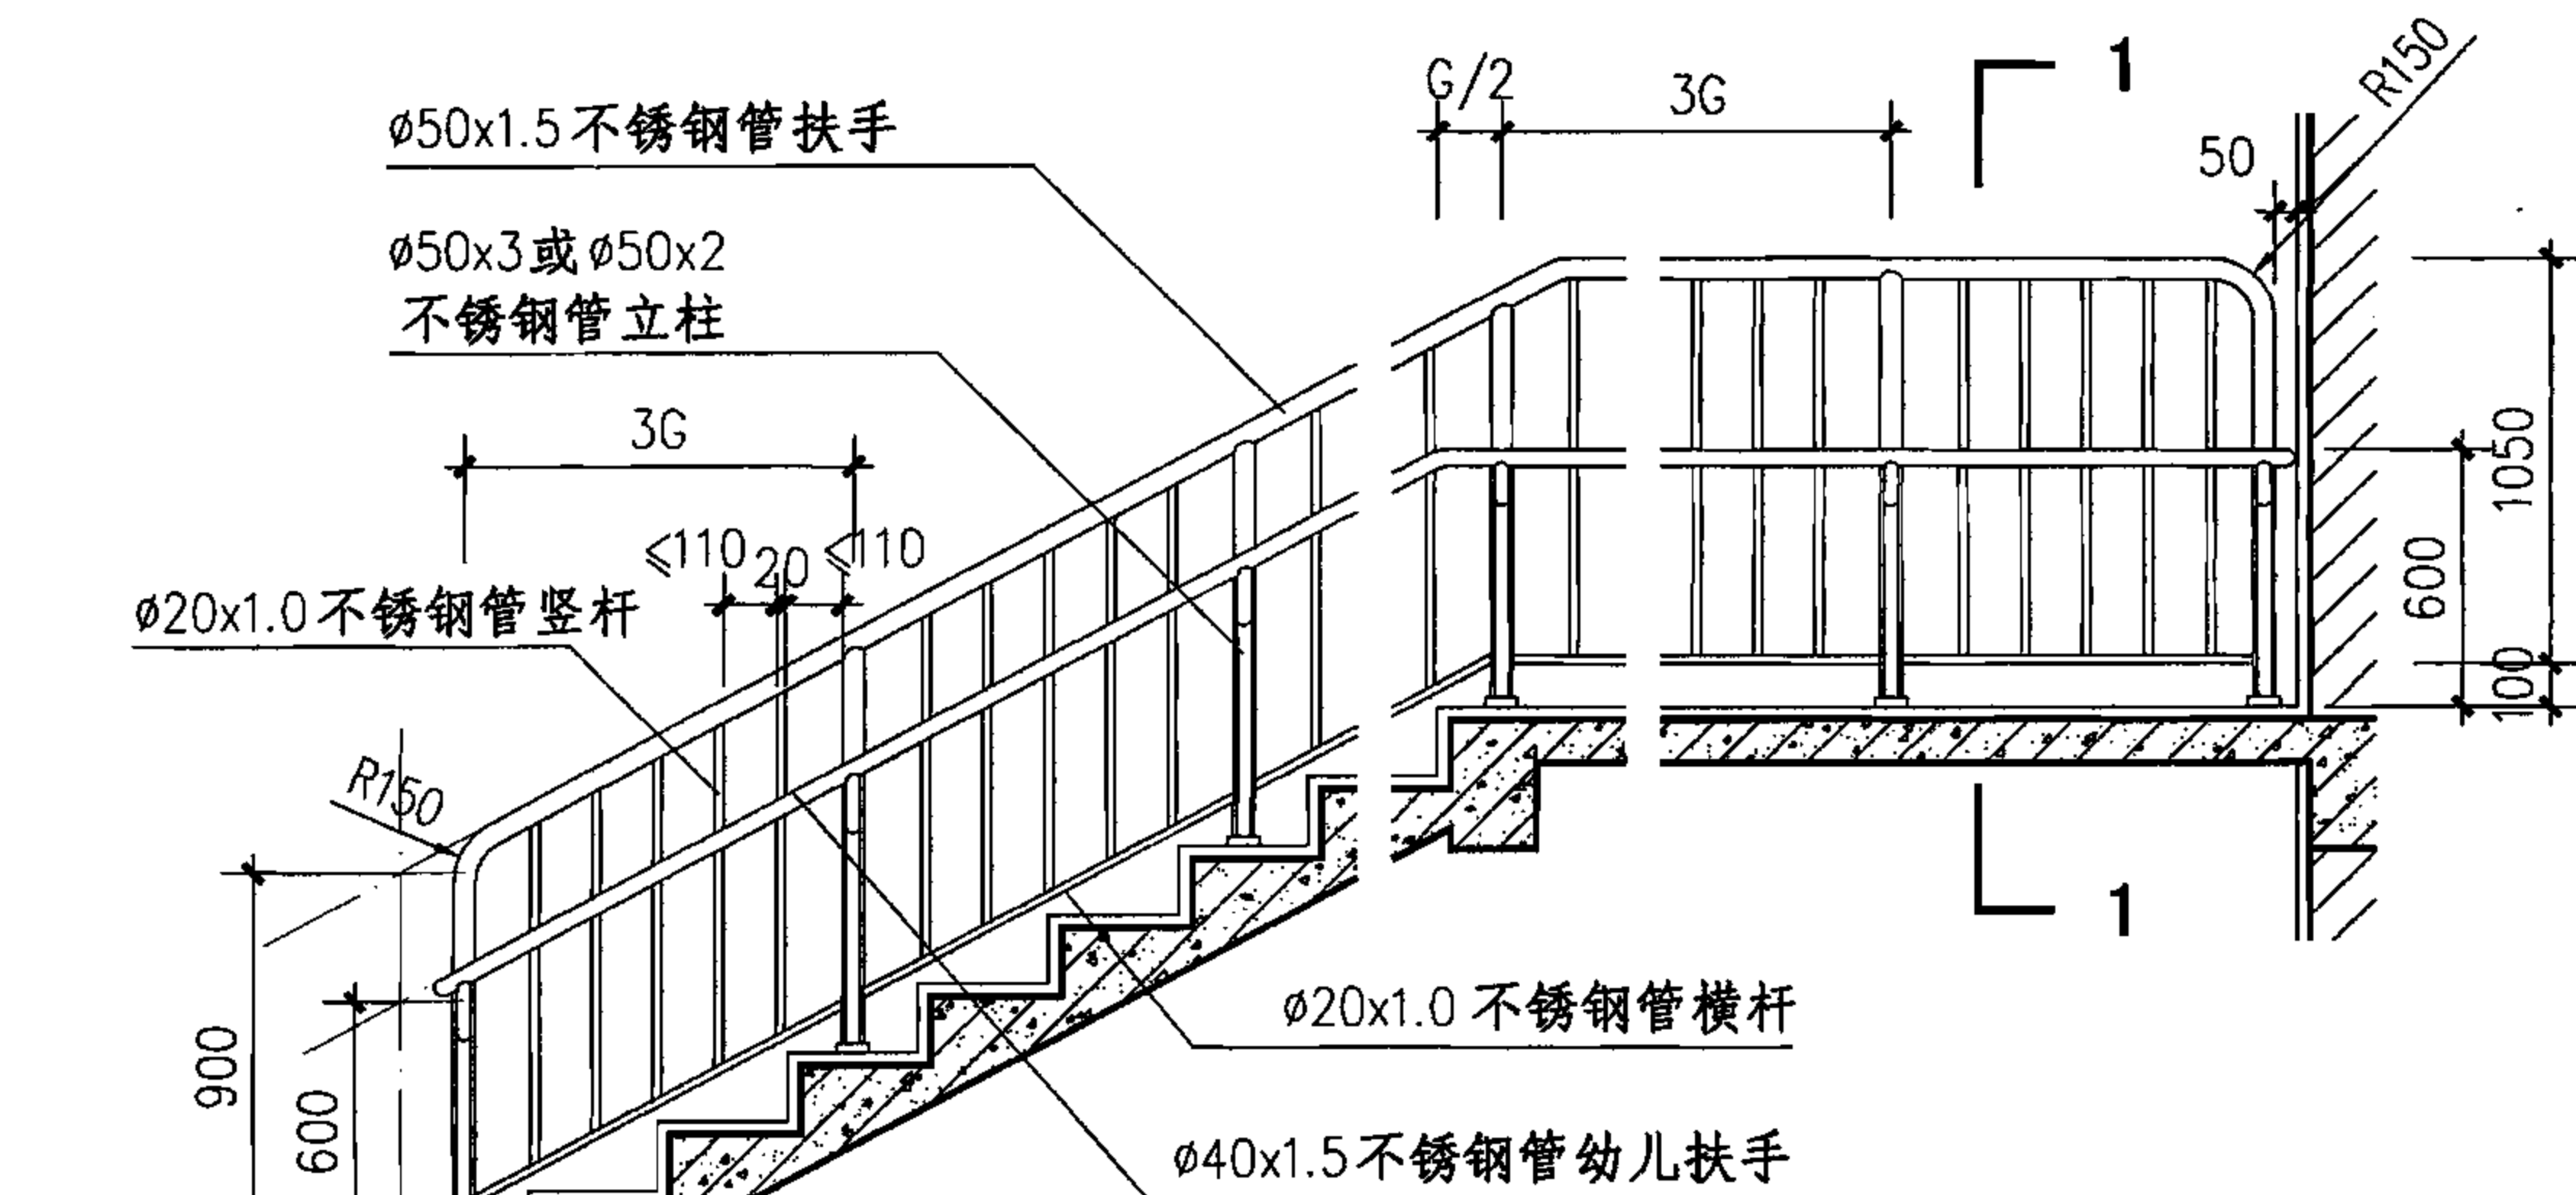 G/2
3G
1
R150
50
ø50x1.5不锈钢管扶手
ø50x3或ø50x2
不锈钢管立柱
3G
≤110
20
≤110
ø20x1.0不锈钢管竖杆
1050
600
100
R150
900
600
1
ø20x1.0不锈钢管横杆
ø40x1.5不锈钢管幼儿扶手